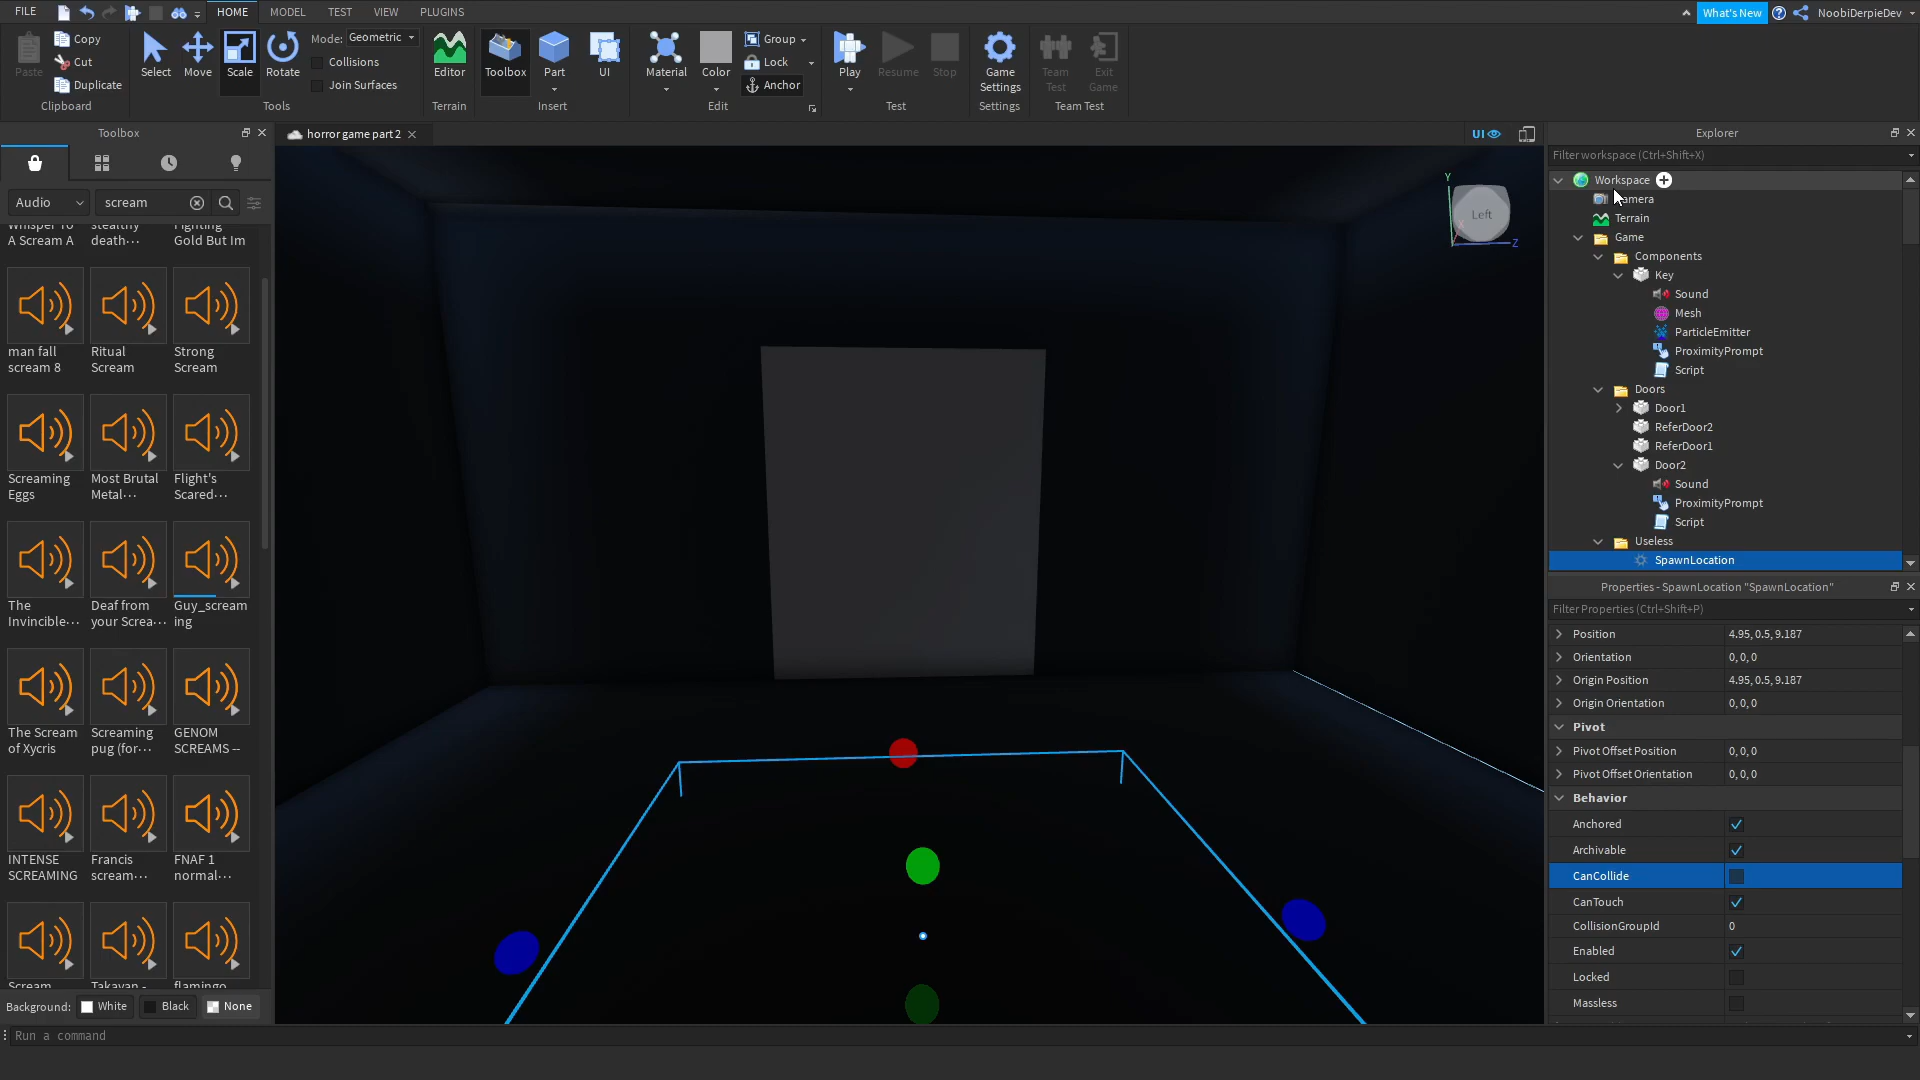 FILE
HOME
MODEL
TEST
VIEW
PLUGINS
What's New
NoobiDerpieDev
Paste
Copy
Cut
Duplicate
Clipboard
Select
Move
Scale
Rotate
Mode: Geometric
Collisions
Join Surfaces
Tools
Editor
Terrain
Toolbox
Part
UI
Insert
Material
Color
Group
Lock
Anchor
Edit
Play
Resume
Stop
Test
Game
Settings
Settings
Team
Test
Exit
Game
Team Test
Toolbox
horror game part 2
UI
Explorer
Audio
scream
Whisper To
A Scream A
stealthy
death···
Fighting
Gold But Im
man fall
scream 8
Ritual
Scream
Strong
Scream
Screaming
Eggs
Most Brutal
Metal···
Flight's
Scared···
The
Invincible···
Deaf from
your Screa···
Guy_scream
ing
The Scream
of Xycris
Screaming
pug (for···
GENOM
SCREAMS --
INTENSE
SCREAMING
Francis
scream···
FNAF 1
normal···
Scream
Takayan -
flamingo
Background:
White
Black
None
Run a command
Y
Left
X
Z
Filter workspace (Ctrl+Shift+X)
Workspace
amera
Terrain
Game
Components
Key
Sound
Mesh
ParticleEmitter
ProximityPrompt
Script
Doors
Door1
ReferDoor2
ReferDoor1
Door2
Sound
ProximityPrompt
Script
Useless
SpawnLocation
Properties - SpawnLocation "SpawnLocation"
Filter Properties (Ctrl+Shift+P)
Position 4.95, 0.5, 9.187
Orientation 0, 0, 0
Origin Position 4.95, 0.5, 9.187
Origin Orientation 0, 0, 0
Pivot
Pivot Offset Position 0, 0, 0
Pivot Offset Orientation 0, 0, 0
Behavior
Anchored
Archivable
CanCollide
CanTouch
CollisionGroupId 0
Enabled
Locked
Massless